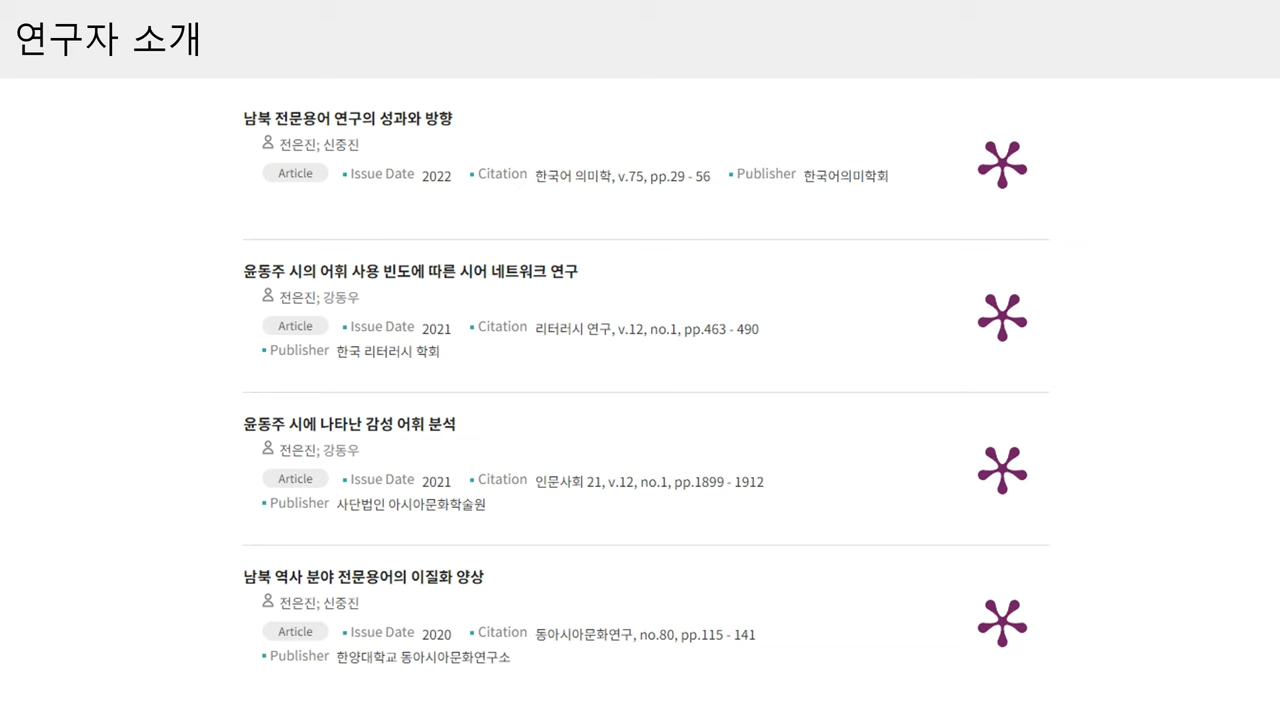 연구자 소개
남북 전문용어 연구의 성과와 방향
전은진; 신중진
Article ▪ Issue Date 2022 ▪ Citation 한국어 의미학, v.75, pp.29 - 56 ▪ Publisher 한국어의미학회
윤동주 시의 어휘 사용 빈도에 따른 시어 네트워크 연구
전은진; 강동우
Article ▪ Issue Date 2021 ▪ Citation 리터러시 연구, v.12, no.1, pp.463 - 490
▪ Publisher 한국 리터러시 학회
윤동주 시에 나타난 감성 어휘 분석
전은진; 강동우
Article ▪ Issue Date 2021 ▪ Citation 인문사회 21, v.12, no.1, pp.1899 - 1912
▪ Publisher 사단법인 아시아문화학술원
남북 역사 분야 전문용어의 이질화 양상
전은진; 신중진
Article ▪ Issue Date 2020 ▪ Citation 동아시아문화연구, no.80, pp.115 - 141
▪ Publisher 한양대학교 동아시아문화연구소